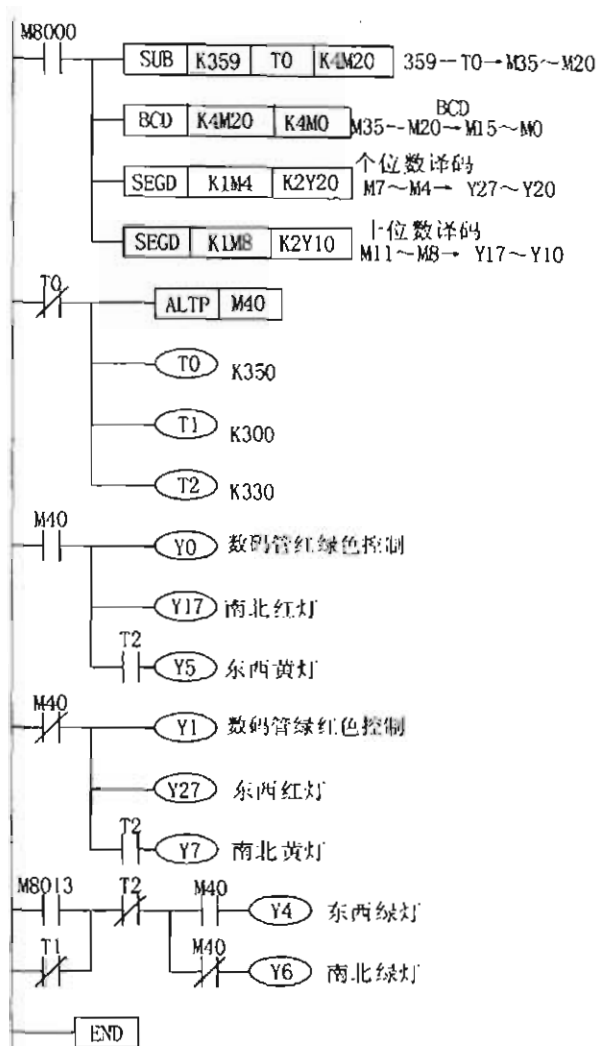 M8000
SUB K359 T0 K4M20 359-T0→M35~M20
BCD K4M20 K4M0 M35--M20→M15~M0
BCD
SEGD K1M4 K2Y20 个位数译码
M7~M4→ Y27~Y20
SEGD K1M8 K2Y10 十位数译码
M11~M8→ Y17~Y10
T0
ALTP M40
T0 K350
T1 K300
T2 K330
M40
Y0 数码管红绿色控制
Y17 南北红灯
T2
Y5 东西黄灯
M40
Y1 数码管绿红色控制
Y27 东西红灯
T2
Y7 南北黄灯
M8013 T2 M40
Y4 东西绿灯
T1 M40
Y6 南北绿灯
END